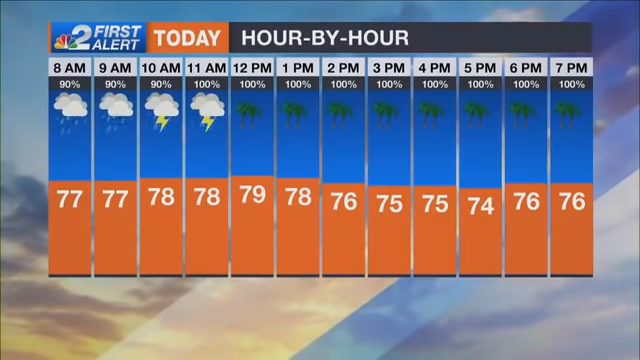 2 FIRST ALERT TODAY HOUR-BY-HOUR
8 AM 9 AM 10 AM 11 AM 12 PM 1 PM 2 PM 3 PM 4 PM 5 PM 6 PM 7 PM
90% 90% 90% 100% 100% 100% 100% 100% 100% 100% 100% 100%
77 77 78 78 79 78 76 75 75 74 76 76